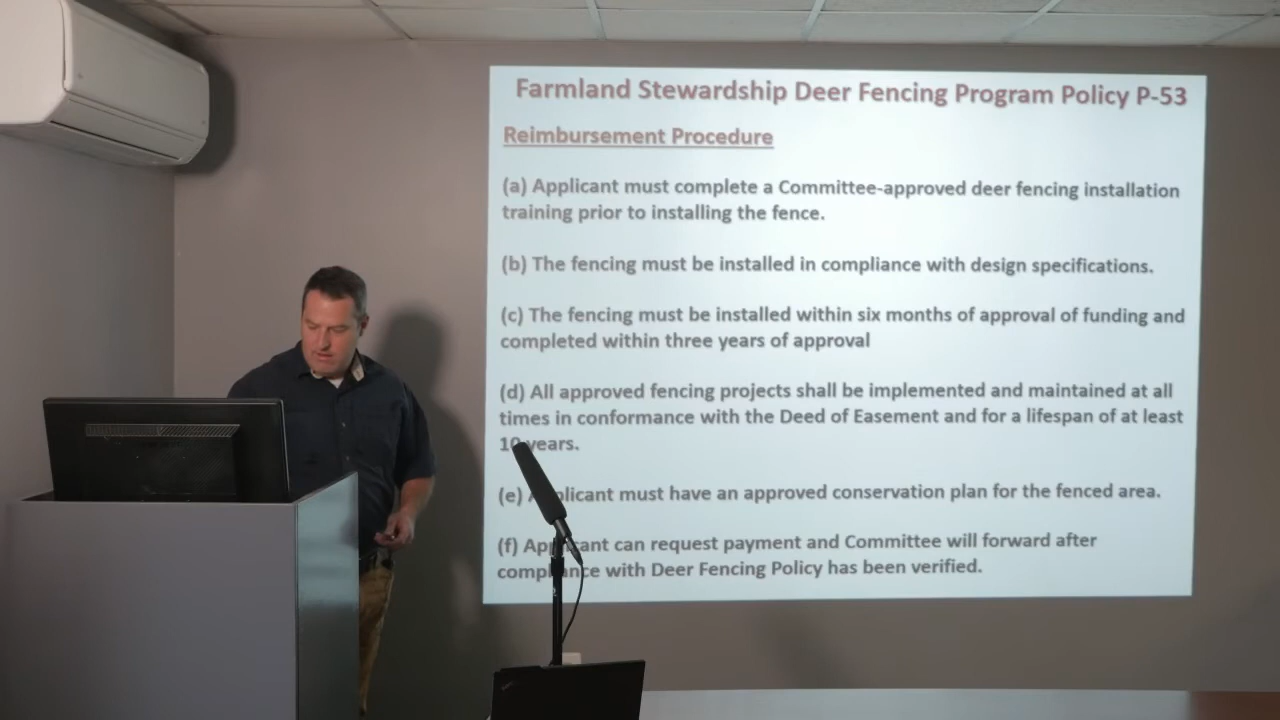 Farmland Stewardship Deer Fencing Program Policy P-53
Reimbursement Procedure
(a) Applicant must complete a Committee-approved deer fencing installation
training prior to installing the fence.
(b) The fencing must be installed in compliance with design specifications.
(c) The fencing must be installed within six months of approval of funding and
completed within three years of approval
(d) All approved fencing projects shall be implemented and maintained at all
times in conformance with the Deed of Easement and for a lifespan of at least
10 years.
(e) Applicant must have an approved conservation plan for the fenced area.
(f) Applicant can request payment and Committee will forward after
compliance with Deer Fencing Policy has been verified.